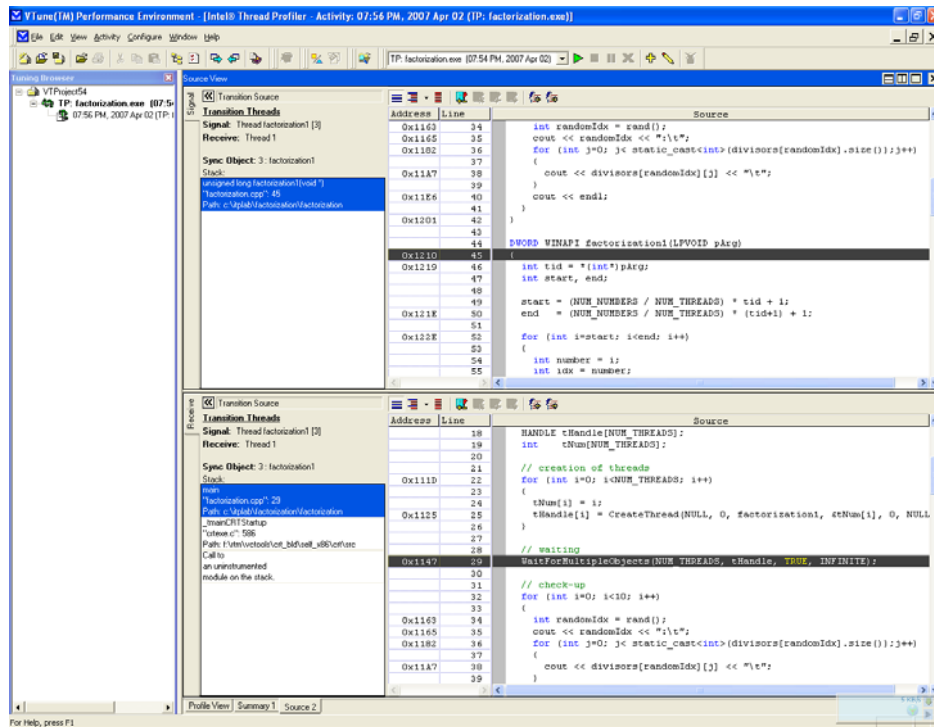 VTune(TM) Performance Environment - [Intel® Thread Profiler - Activity: 07:56 PM, 2007 Apr 02 (TP: factorization.exe)]
File Edit View Activity Configure Window Help
TP: factorization.exe (07:54 PM, 2007 Apr 02)
Tuning Browser
VTProject54
TP: factorization.exe (07:5
07:56 PM, 2007 Apr 02 (TP: f
Source View
Signal
Transition Source
Transition Threads
Signal: Thread factorization1 [3]
Receive: Thread 1
Sync Object: 3 : factorization1
Stack:
unsigned long factorization1(void *)
"factorization.cpp": 45
Path: c:\itplab\factorization\factorization
Address Line Source
0x1163 34 int randomIdx = rand();
0x1165 35 cout << randomIdx << ":\t";
0x1182 36 for (int j=0; j< static_cast<int>(divisors[randomIdx].size());j++)
37 {
0x11A7 38 cout << divisors[randomIdx][j] << "\t";
39 }
0x11E6 40 cout << endl;
41 }
0x1201 42 }
43
44 DWORD WINAPI factorization1(LPVOID pArg)
0x1210 45 {
0x1219 46 int tid = *(int*)pArg;
47 int start, end;
48
49 start = (NUM_NUMBERS / NUM_THREADS) * tid + 1;
0x121E 50 end = (NUM_NUMBERS / NUM_THREADS) * (tid+1) + 1;
51
0x122E 52 for (int i=start; i<end; i++)
53 {
54 int number = i;
55 int idx = number;
Receive
Transition Source
Transition Threads
Signal: Thread factorization1 [3]
Receive: Thread 1
Sync Object: 3 : factorization1
Stack:
main
"factorization.cpp": 29
Path: c:\itplab\factorization\factorization
_tmainCRTStartup
"crtexe.c": 586
Path: f:\rtm\vctools\crt_bld\self_x86\crt\src
Call to
an uninstrumented
module on the stack.
Address Line Source
18 HANDLE tHandle[NUM_THREADS];
19 int tNum[NUM_THREADS];
20
21 // creation of threads
0x111D 22 for (int i=0; i<NUM_THREADS; i++)
23 {
24 tNum[i] = i;
0x1125 25 tHandle[i] = CreateThread(NULL, 0, factorization1, &tNum[i], 0, NULL
26 }
27
28 // waiting
0x1147 29 WaitForMultipleObjects(NUM_THREADS, tHandle, TRUE, INFINITE);
30
31 // check-up
32 for (int i=0; i<10; i++)
33 {
0x1163 34 int randomIdx = rand();
0x1165 35 cout << randomIdx << ":\t";
0x1182 36 for (int j=0; j< static_cast<int>(divisors[randomIdx].size());j++)
37 {
0x11A7 38 cout << divisors[randomIdx][j] << "\t";
39 }
Profile View Summary 1 Source 2
For Help, press F1